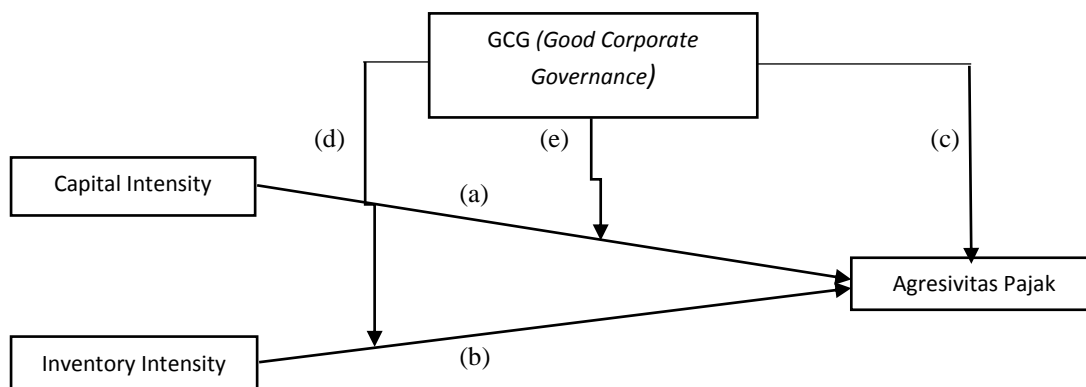 GCG (Good Corporate
Governance)
(d)
(e)
(c)
Capital Intensity
(a)
Agresivitas Pajak
Inventory Intensity
(b)